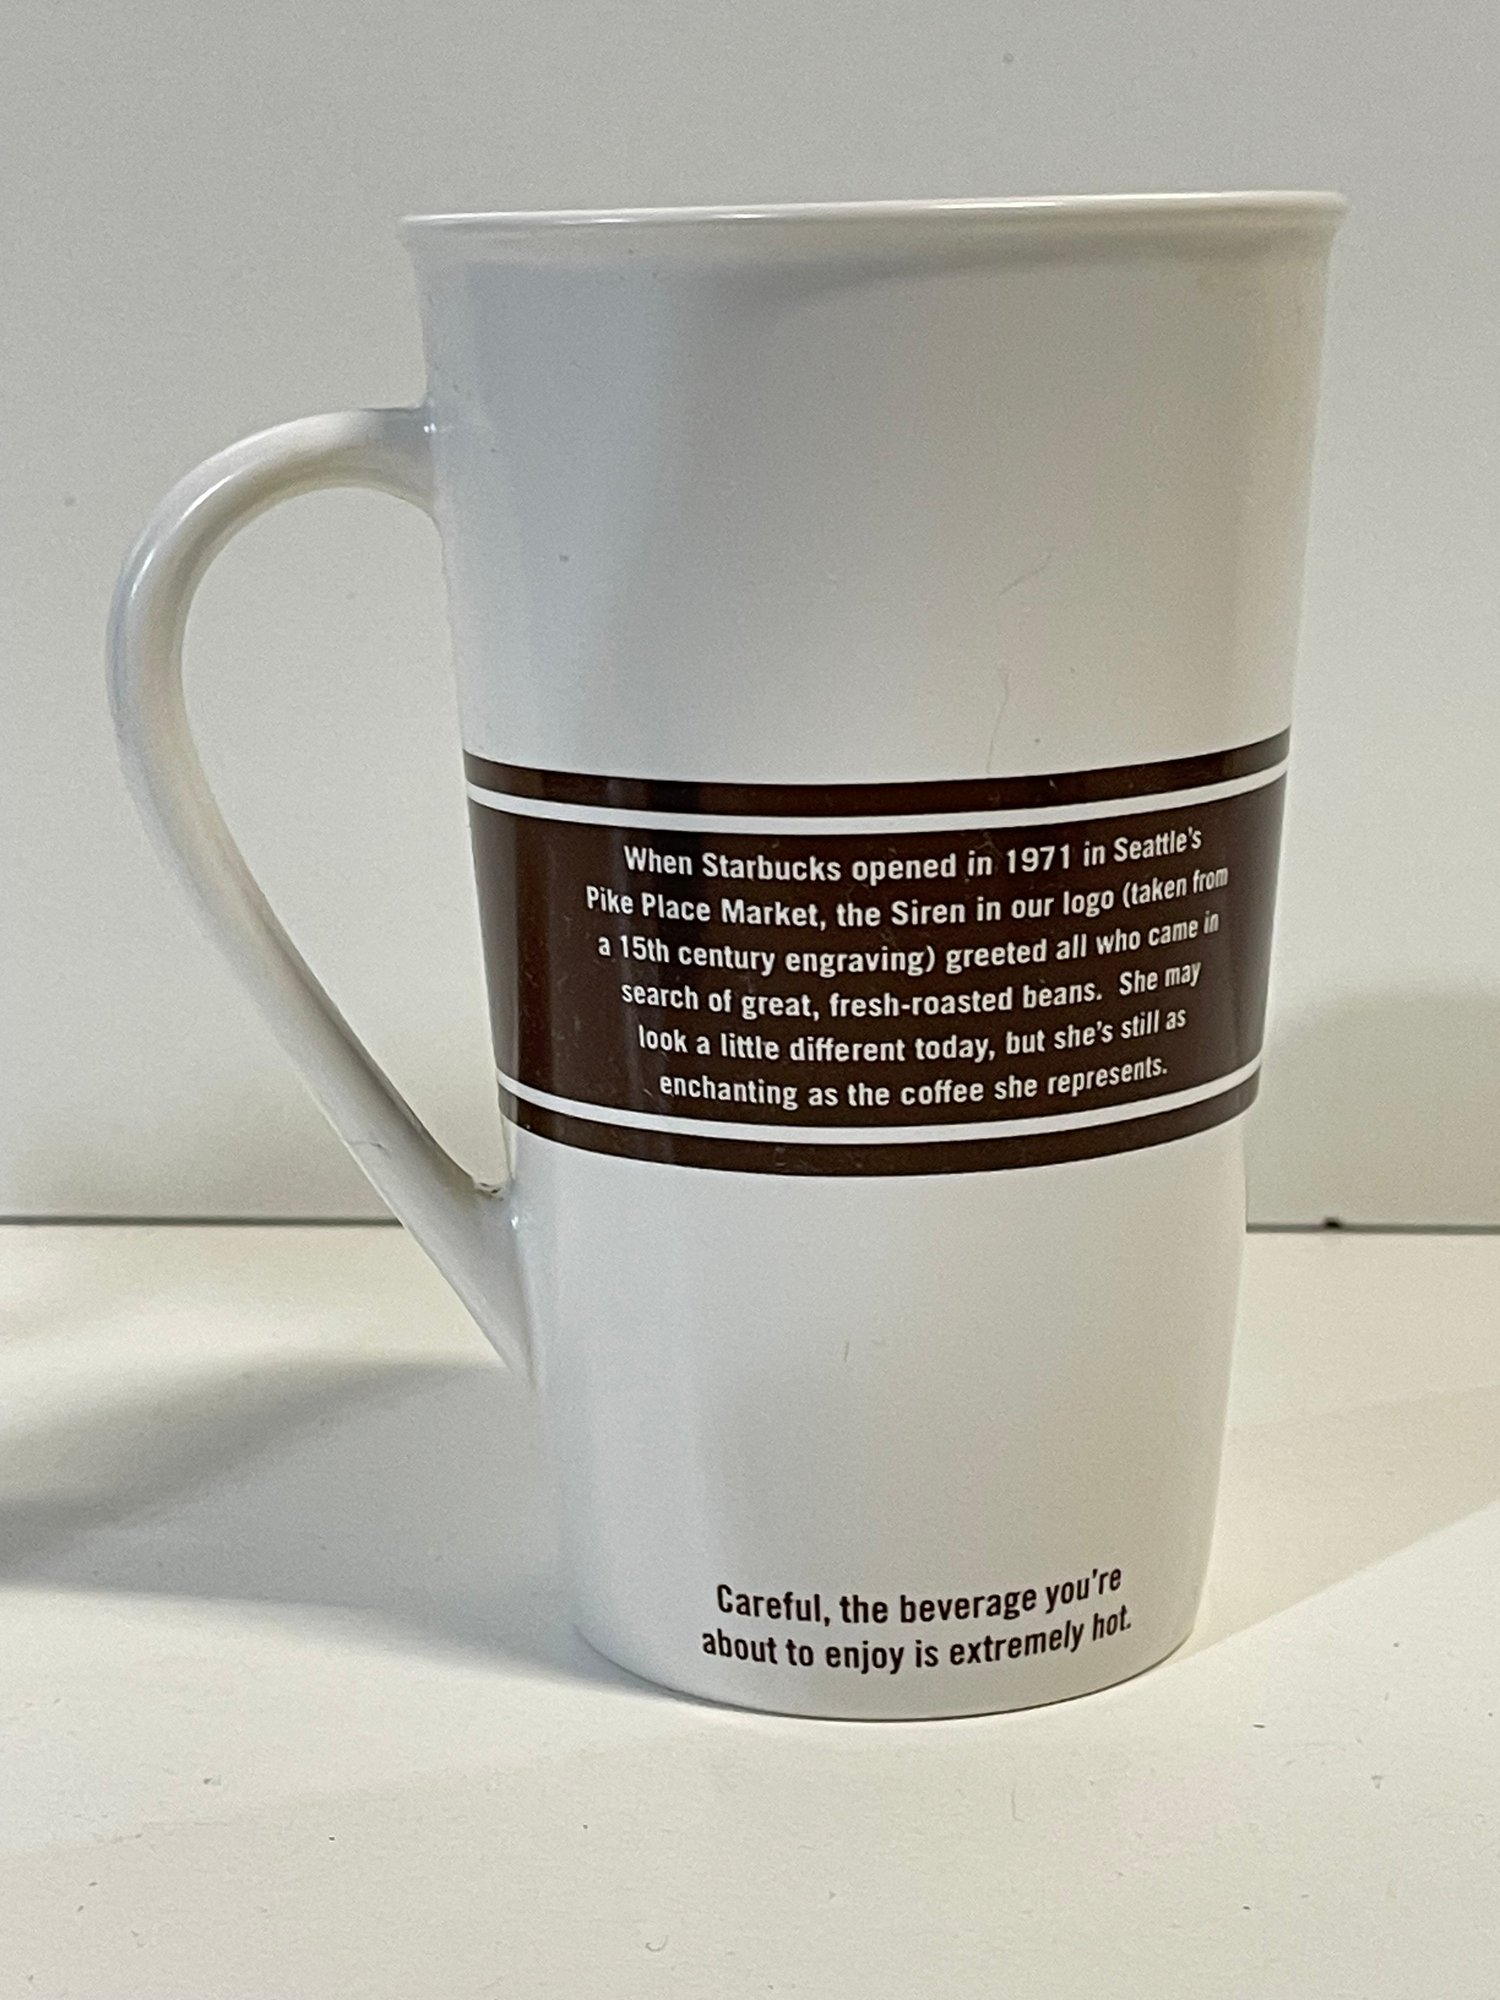 When Starbucks opened in 1971 in Seattle's
Pike Place Market, the Siren in our logo (taken from
a 15th century engraving) greeted all who came in
search of great, fresh-roasted beans. She may
look a little different today, but she's still as
enchanting as the coffee she represents.
Careful, the beverage you're
about to enjoy is extremely hot.